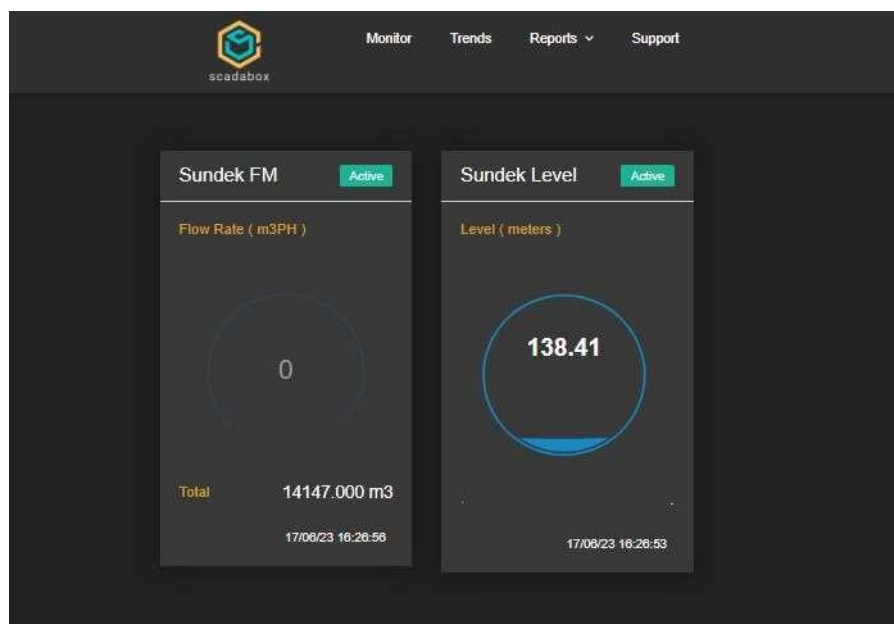 Monitor Trends Reports Support
scadabox
Sundek FM Active
Flow Rate ( m3PH )
0
Total 14147.000 m3
17/06/23 16:26:56
Sundek Level Active
Level ( meters )
138.41
17/06/23 16:26:53